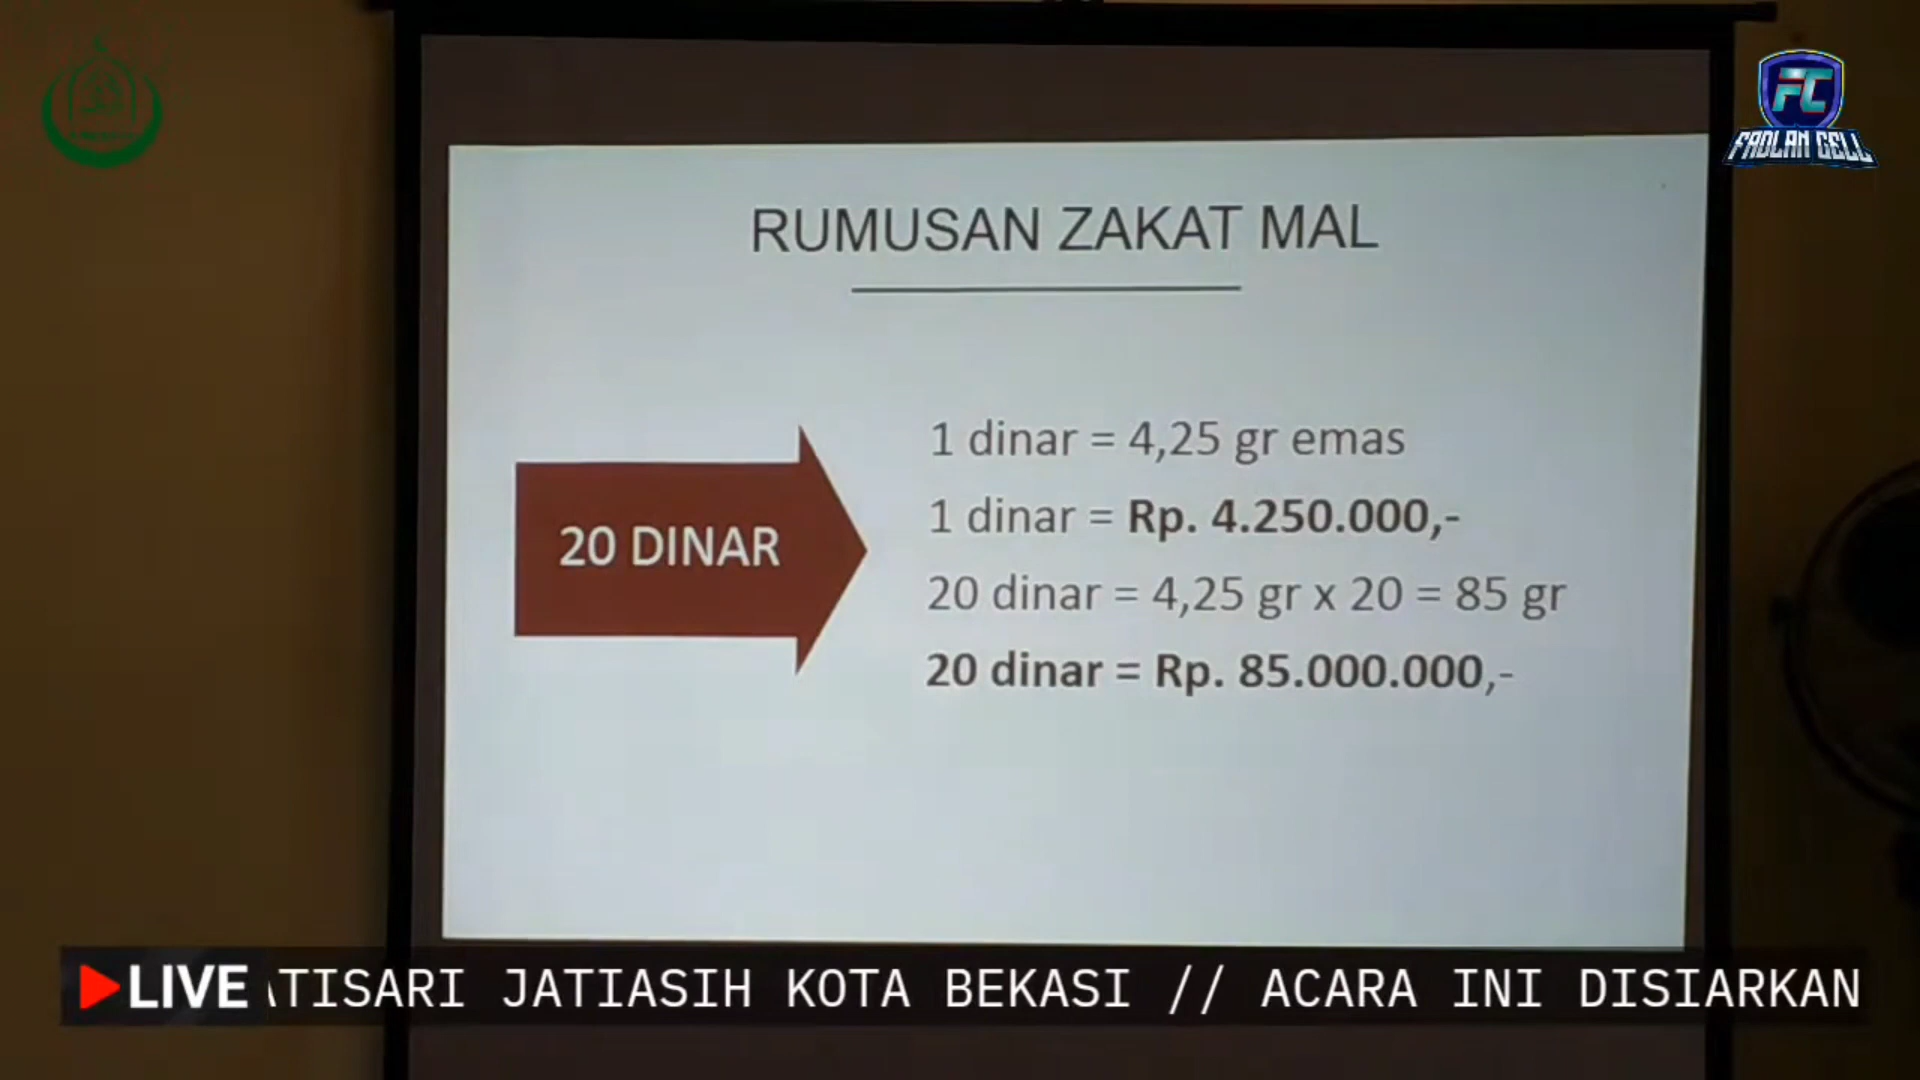 FC
FADLAN CELL
RUMUSAN ZAKAT MAL
20 DINAR
1 dinar = 4,25 gr emas
1 dinar = Rp. 4.250.000,-
20 dinar = 4,25 gr x 20 = 85 gr
20 dinar = Rp. 85.000.000,-
LIVE ATISARI JATIASIH KOTA BEKASI // ACARA INI DISIARKAN